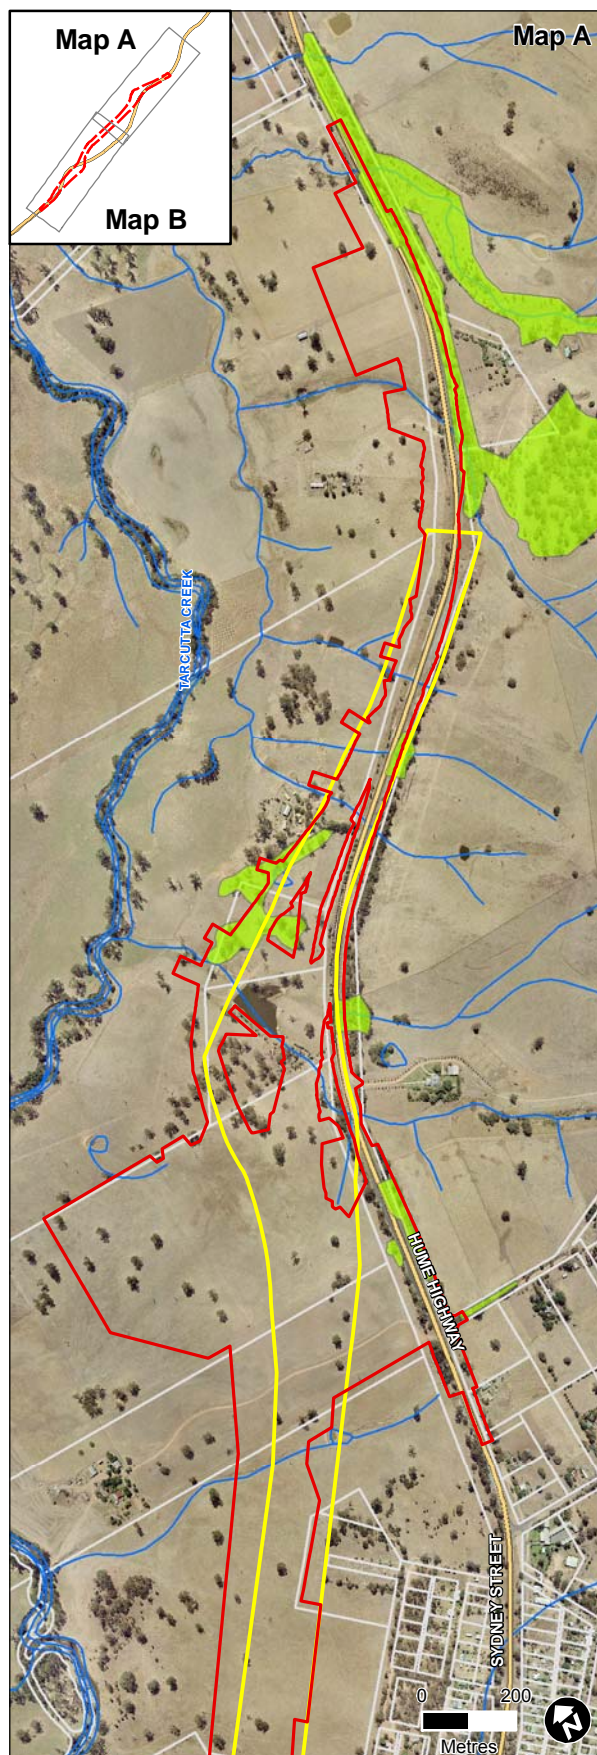 Map A
Map B
Map A
TARCUTTA CREEK
HUME HIGHWAY
SYDNEY STREET
0 200
Metres
N